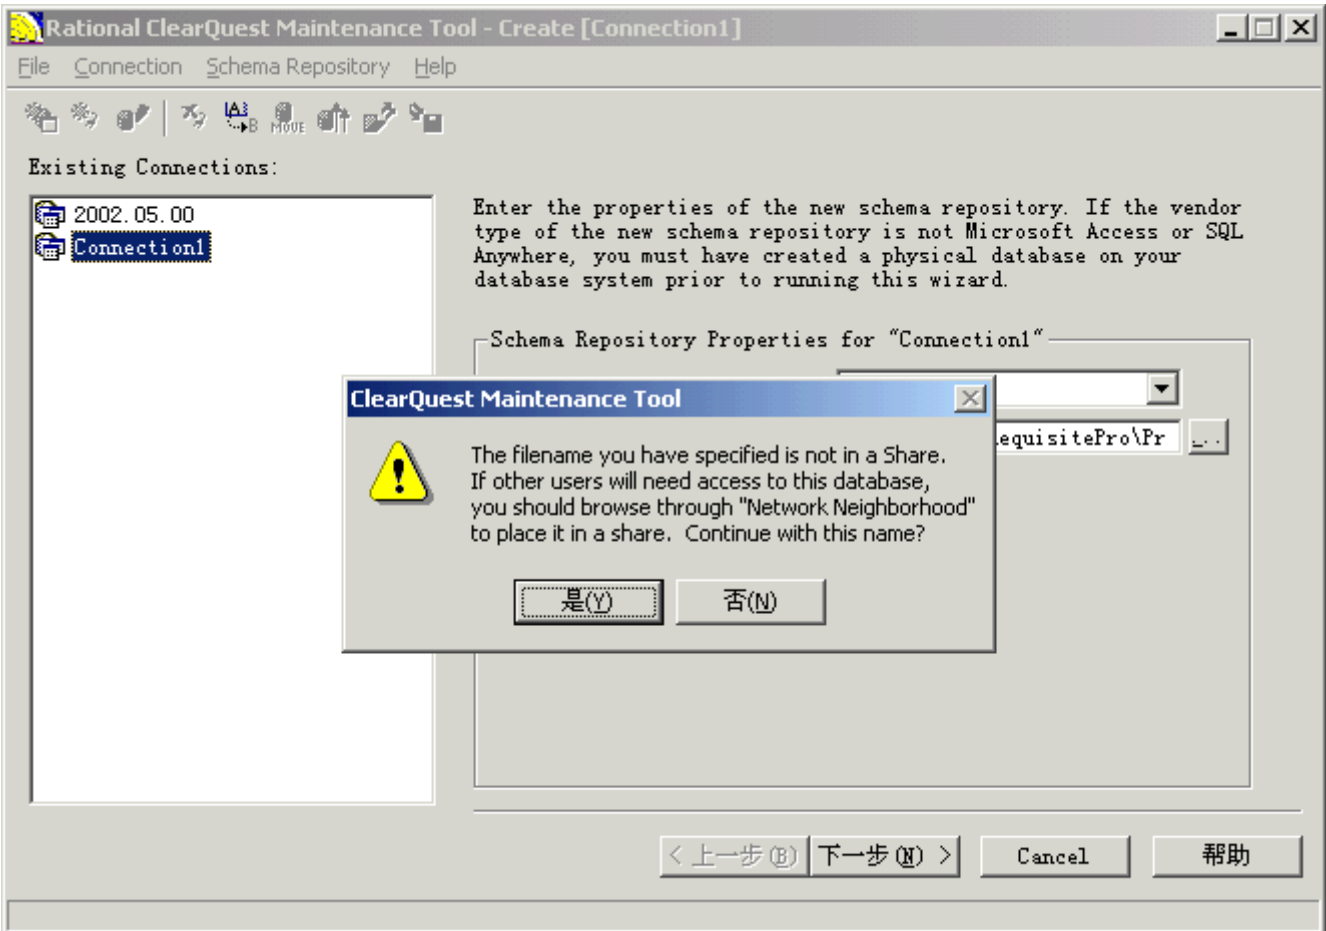 Rational ClearQuest Maintenance Tool - Create [Connection1]
File Connection Schema Repository Help
A B MOVE
Existing Connections:
2002.05.00
Connection1
Enter the properties of the new schema repository. If the vendor
type of the new schema repository is not Microsoft Access or SQL
Anywhere, you must have created a physical database on your
database system prior to running this wizard.
Schema Repository Properties for "Connection1"
ClearQuest Maintenance Tool
equisitePro\Pr ...
The filename you have specified is not in a Share.
If other users will need access to this database,
you should browse through "Network Neighborhood"
to place it in a share. Continue with this name?
是(Y) 否(N)
< 上一步(B) 下一步(N) > Cancel 帮助